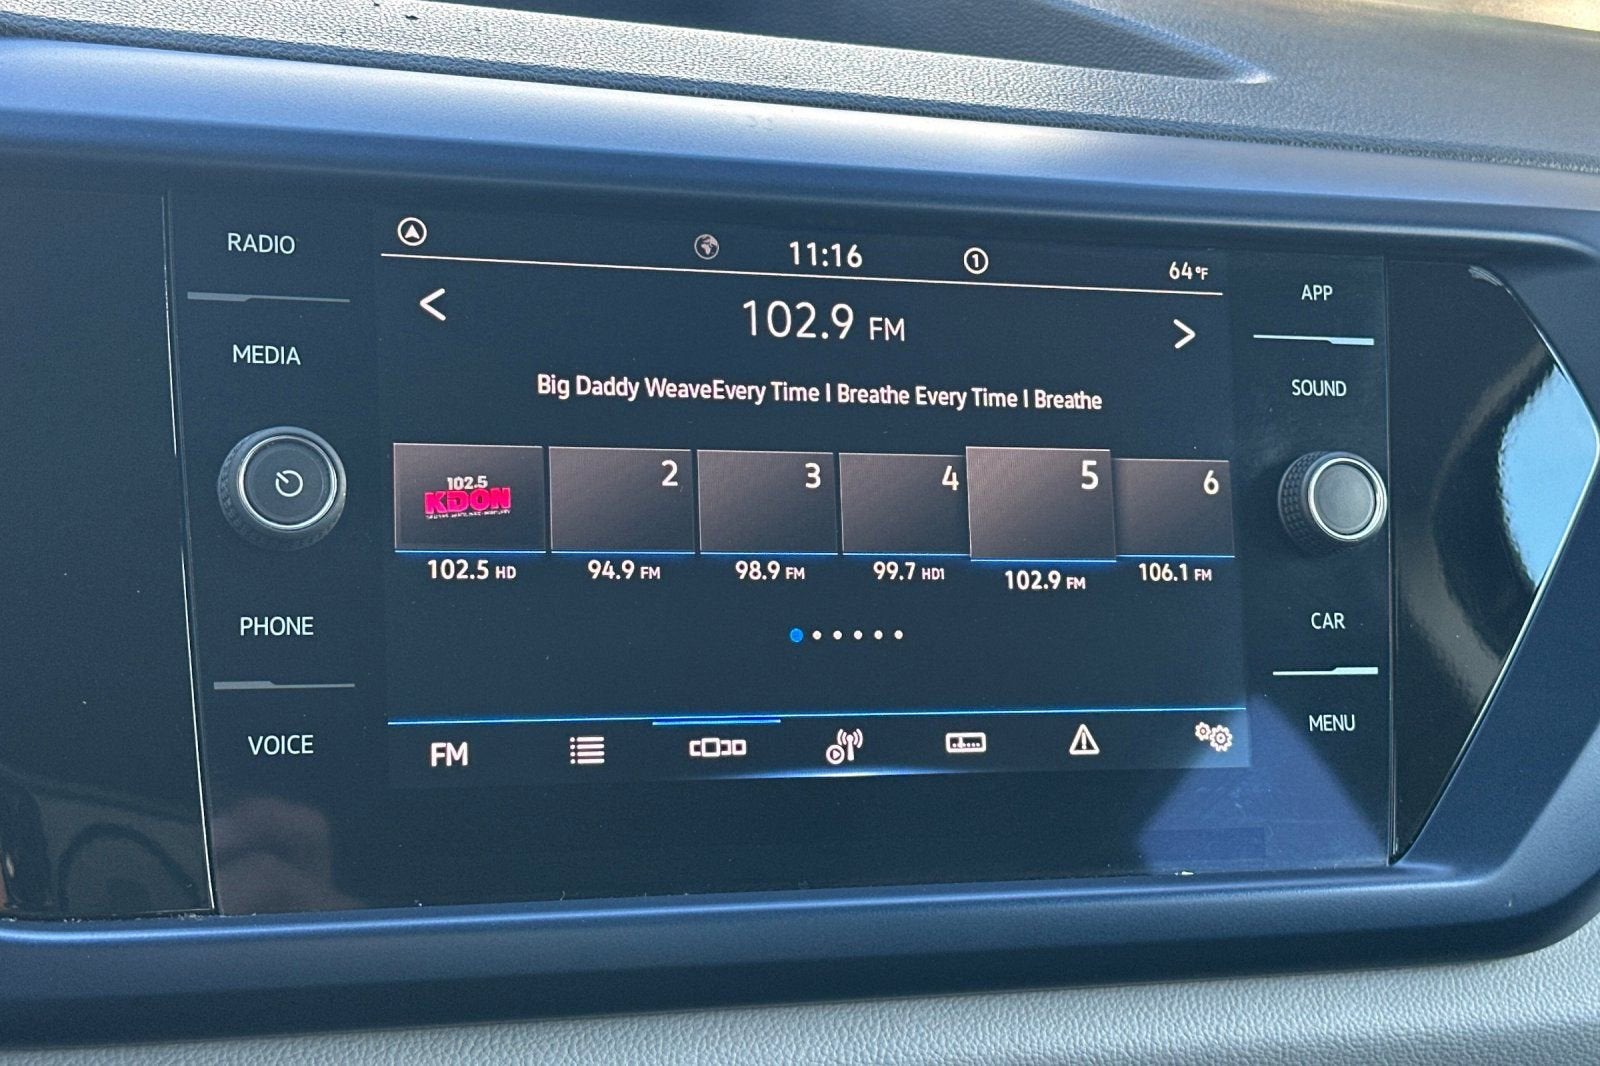 RADIO
MEDIA
PHONE
VOICE
11:16
1
64°F
102.9 FM
Big Daddy WeaveEvery Time I Breathe Every Time I Breathe
102.5
KDON
2
3
4
5
6
102.5 HD
94.9 FM
98.9 FM
99.7 HD1
102.9 FM
106.1 FM
FM
APP
SOUND
CAR
MENU